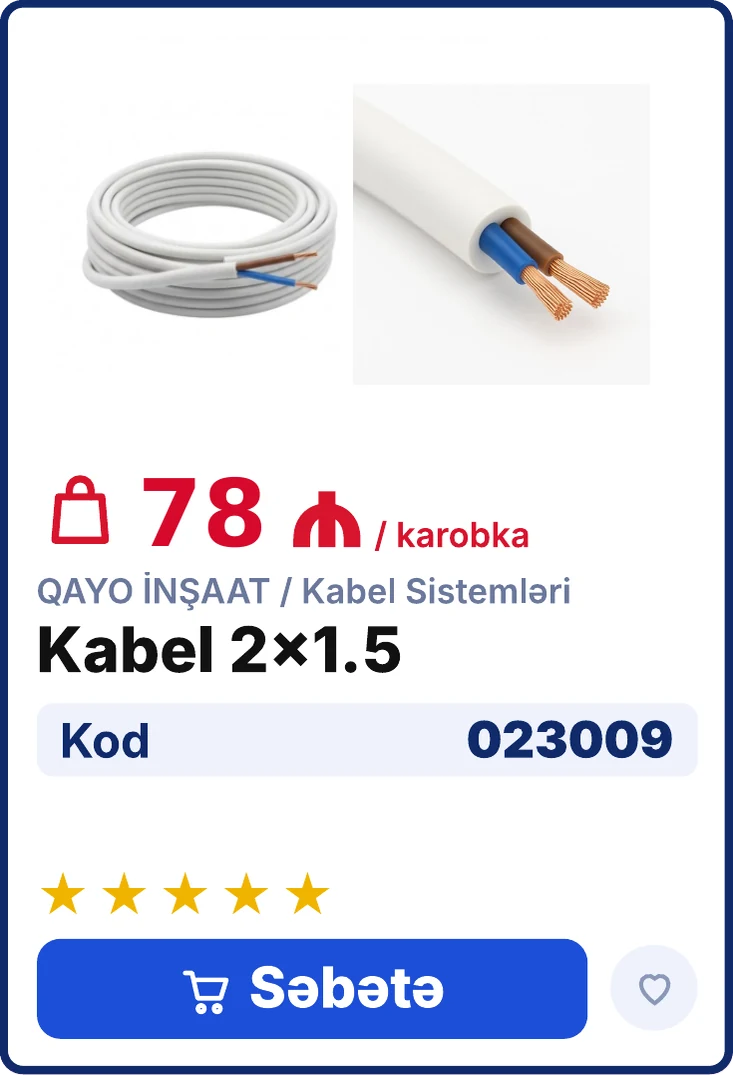 78 ₼ / karobka
QAYO İNŞAAT / Kabel Sistemləri
Kabel 2×1.5
Kod 023009
Səbətə